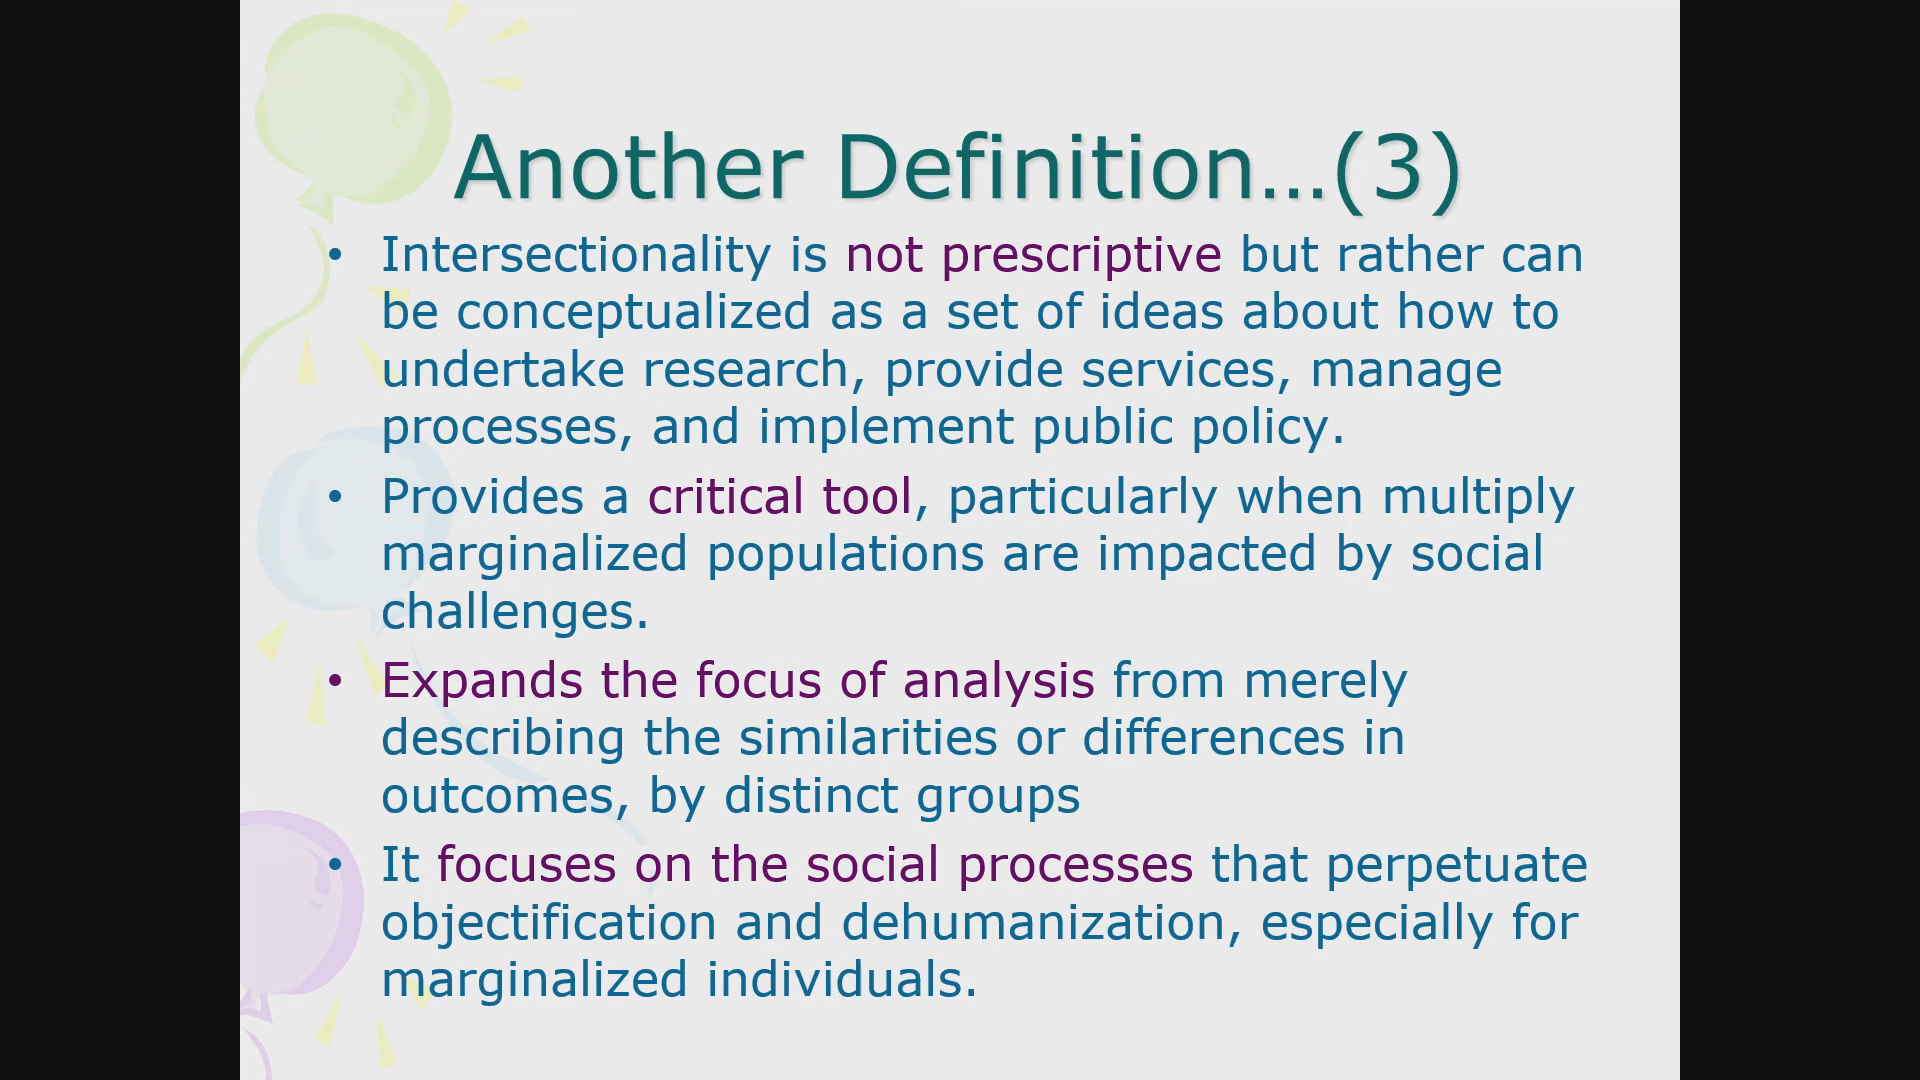 Another Definition…(3)
• Intersectionality is not prescriptive but rather can
be conceptualized as a set of ideas about how to
undertake research, provide services, manage
processes, and implement public policy.
• Provides a critical tool, particularly when multiply
marginalized populations are impacted by social
challenges.
• Expands the focus of analysis from merely
describing the similarities or differences in
outcomes, by distinct groups
• It focuses on the social processes that perpetuate
objectification and dehumanization, especially for
marginalized individuals.